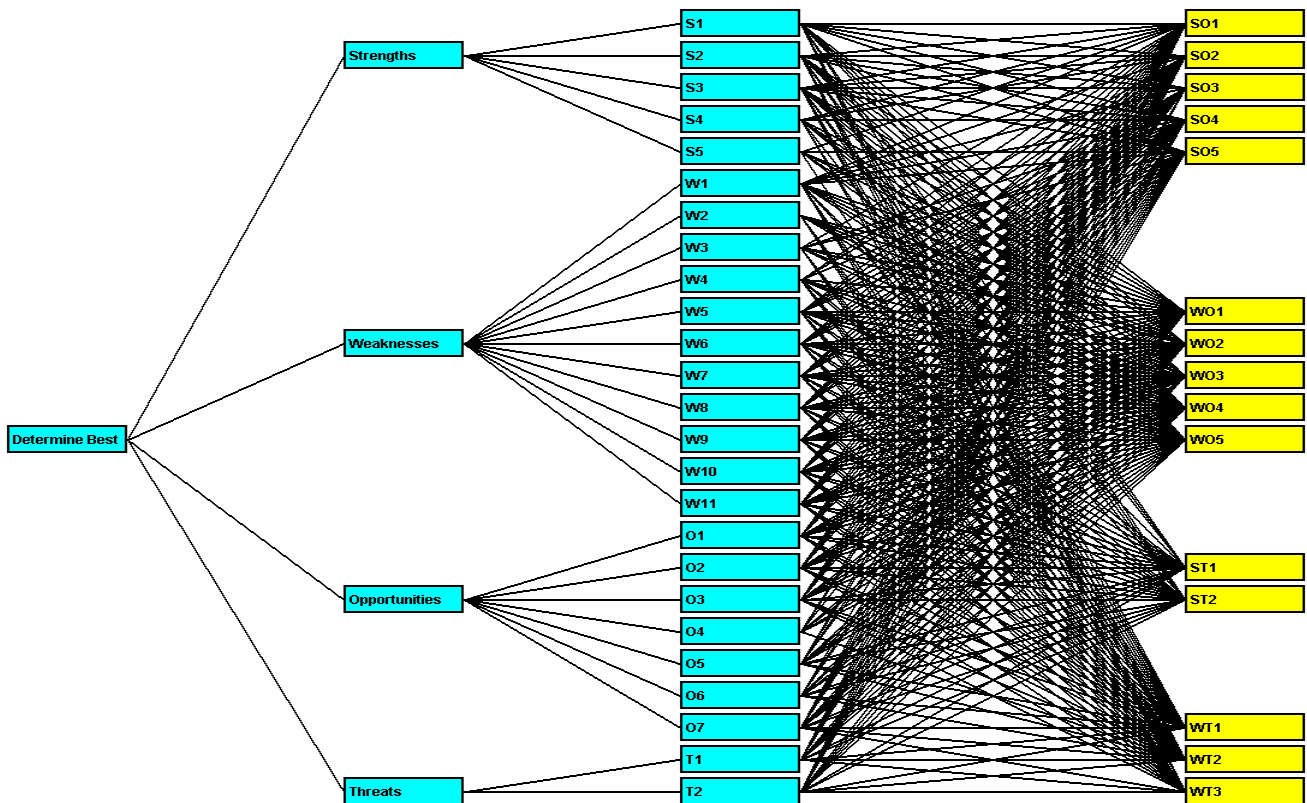 Determine Best
Strengths
Weaknesses
Opportunities
Threats
S1
S2
S3
S4
S5
W1
W2
W3
W4
W5
W6
W7
W8
W9
W10
W11
O1
O2
O3
O4
O5
O6
O7
T1
T2
SO1
SO2
SO3
SO4
SO5
WO1
WO2
WO3
WO4
WO5
ST1
ST2
WT1
WT2
WT3